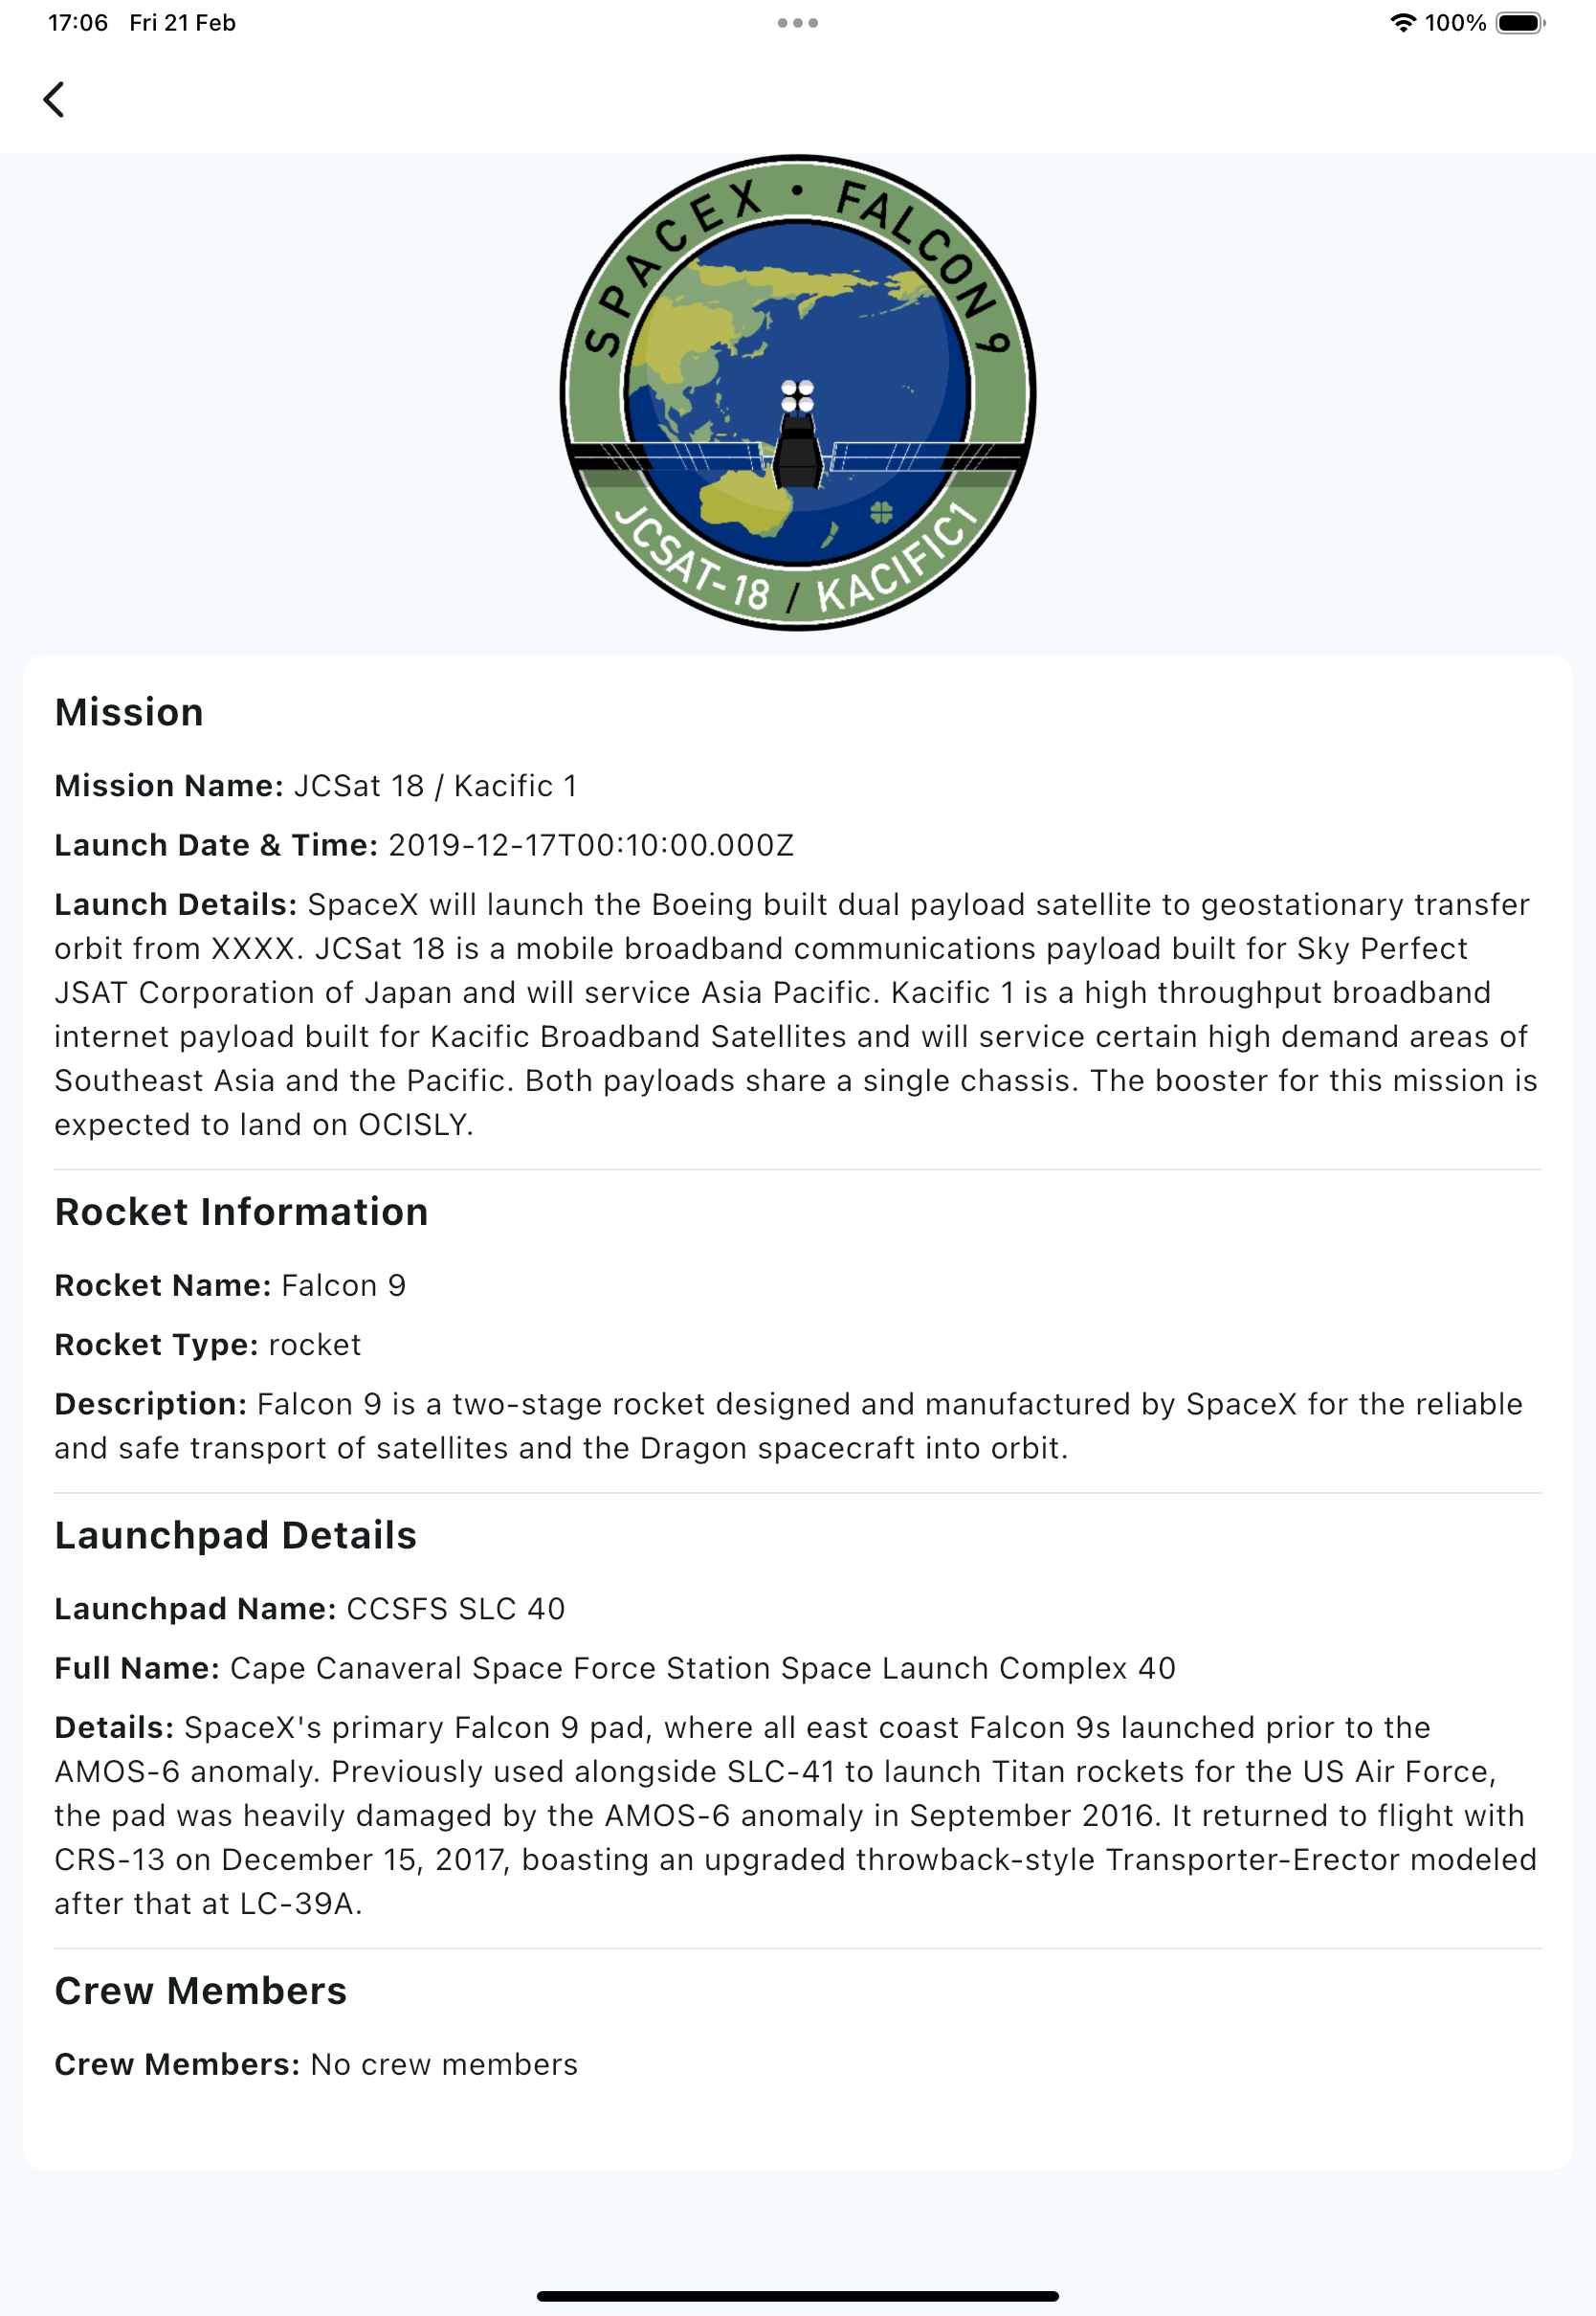 17:06 Fri 21 Feb
100%
SPACEX • FALCON 9
JCSAT-18 / KACIFIC1
Mission
Mission Name: JCSat 18 / Kacific 1
Launch Date & Time: 2019-12-17T00:10:00.000Z
Launch Details: SpaceX will launch the Boeing built dual payload satellite to geostationary transfer
orbit from XXXX. JCSat 18 is a mobile broadband communications payload built for Sky Perfect
JSAT Corporation of Japan and will service Asia Pacific. Kacific 1 is a high throughput broadband
internet payload built for Kacific Broadband Satellites and will service certain high demand areas of
Southeast Asia and the Pacific. Both payloads share a single chassis. The booster for this mission is
expected to land on OCISLY.
Rocket Information
Rocket Name: Falcon 9
Rocket Type: rocket
Description: Falcon 9 is a two-stage rocket designed and manufactured by SpaceX for the reliable
and safe transport of satellites and the Dragon spacecraft into orbit.
Launchpad Details
Launchpad Name: CCSFS SLC 40
Full Name: Cape Canaveral Space Force Station Space Launch Complex 40
Details: SpaceX's primary Falcon 9 pad, where all east coast Falcon 9s launched prior to the
AMOS-6 anomaly. Previously used alongside SLC-41 to launch Titan rockets for the US Air Force,
the pad was heavily damaged by the AMOS-6 anomaly in September 2016. It returned to flight with
CRS-13 on December 15, 2017, boasting an upgraded throwback-style Transporter-Erector modeled
after that at LC-39A.
Crew Members
Crew Members: No crew members